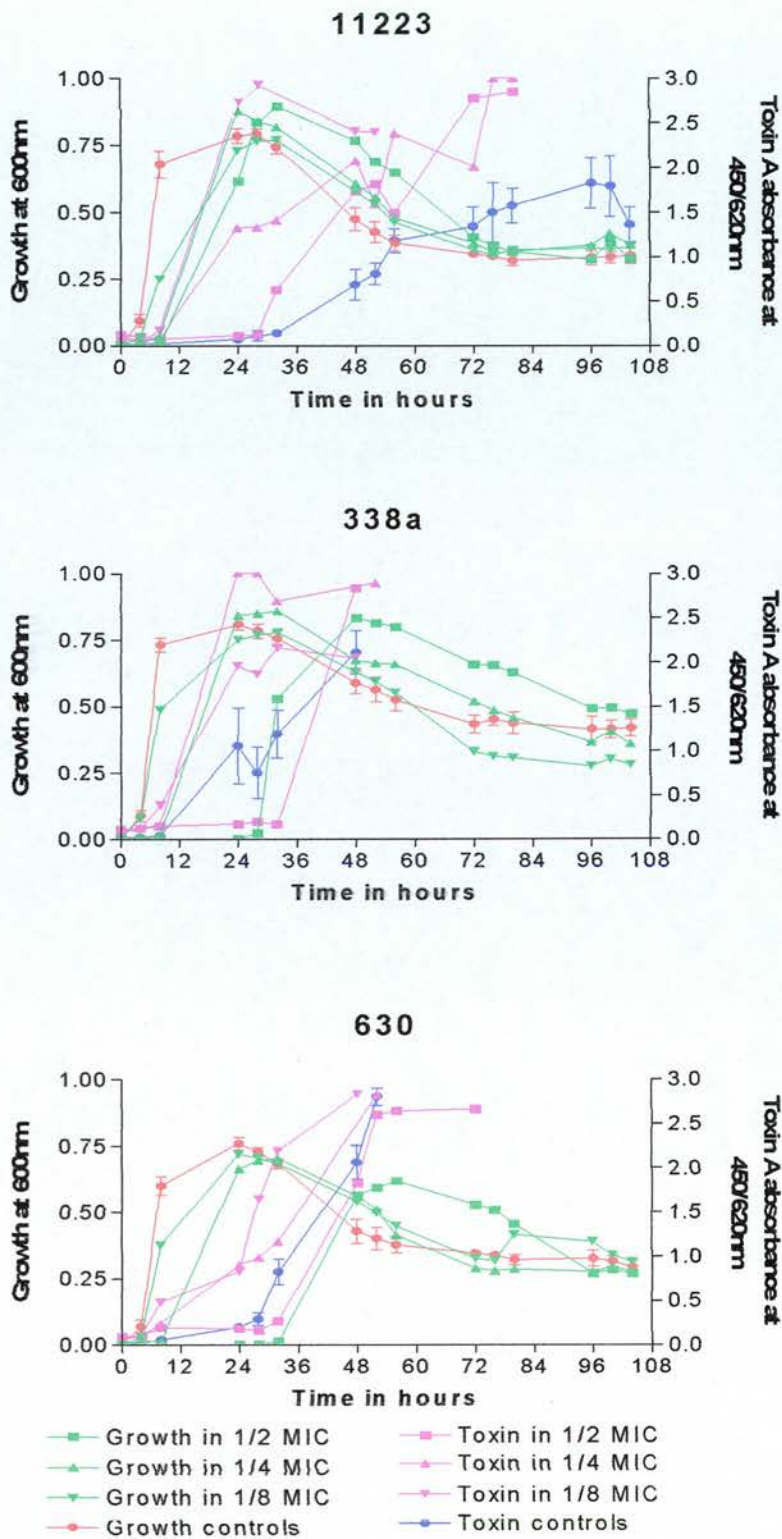 11223
1.00
0.75
0.50
0.25
0.00
3.0
2.5
2.0
1.5
1.0
0.5
0.0
Growth at 600nm
Toxin A absorbance at
450/620nm
0 12 24 36 48 60 72 84 96 108
Time in hours
338a
1.00
0.75
0.50
0.25
0.00
3.0
2.5
2.0
1.5
1.0
0.5
0.0
Growth at 600nm
Toxin A absorbance at
450/620nm
0 12 24 36 48 60 72 84 96 108
Time in hours
630
1.00
0.75
0.50
0.25
0.00
3.0
2.5
2.0
1.5
1.0
0.5
0.0
Growth at 600nm
Toxin A absorbance at
450/620nm
0 12 24 36 48 60 72 84 96 108
Time in hours
Growth in 1/2 MIC
Growth in 1/4 MIC
Growth in 1/8 MIC
Growth controls
Toxin in 1/2 MIC
Toxin in 1/4 MIC
Toxin in 1/8 MIC
Toxin controls